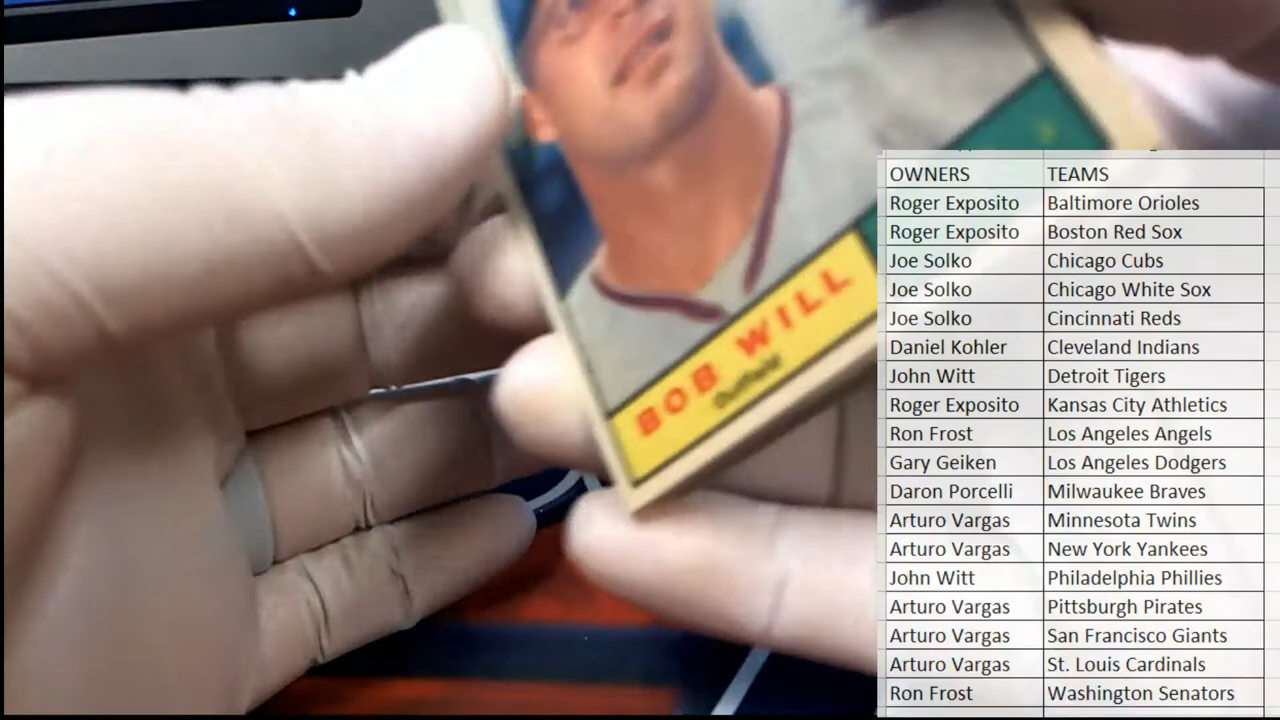 BOB WILL
Outfield
OWNERS TEAMS
Roger Exposito Baltimore Orioles
Roger Exposito Boston Red Sox
Joe Solko Chicago Cubs
Joe Solko Chicago White Sox
Joe Solko Cincinnati Reds
Daniel Kohler Cleveland Indians
John Witt Detroit Tigers
Roger Exposito Kansas City Athletics
Ron Frost Los Angeles Angels
Gary Geiken Los Angeles Dodgers
Daron Porcelli Milwaukee Braves
Arturo Vargas Minnesota Twins
Arturo Vargas New York Yankees
John Witt Philadelphia Phillies
Arturo Vargas Pittsburgh Pirates
Arturo Vargas San Francisco Giants
Arturo Vargas St. Louis Cardinals
Ron Frost Washington Senators